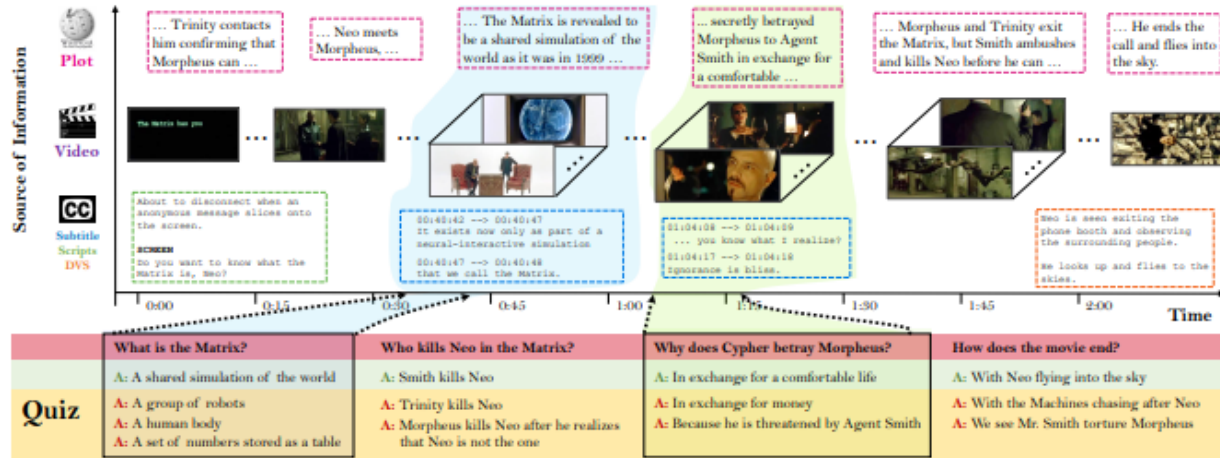 Source of Information
WIKIPEDIA
Plot
… Trinity contacts
him confirming that
Morpheus can …
… Neo meets
Morpheus, …
… The Matrix is revealed to
be a shared simulation of the
world as it was in 1999 …
… secretly betrayed
Morpheus to Agent
Smith in exchange for
a comfortable …
… Morpheus and Trinity exit
the Matrix, but Smith ambushes
and kills Neo before he can …
… He ends the
call and flies into
the sky.
Video
The Matrix has you
CC
Subtitle
Scripts
DVS
About to disconnect when an
anonymous message slices onto
the screen.
SCREEN
Do you want to know what the
Matrix is, Neo?
00:40:42 --> 00:40:47
It exists now only as part of a
neural-interactive simulation
00:40:47 --> 00:40:48
that we call the Matrix.
01:04:08 --> 01:04:09
... you know what I realize?
01:04:17 --> 01:04:18
Ignorance is bliss.
Neo is seen exiting the
phone booth and observing
the surrounding people.
He looks up and flies to the
skies.
0:00
0:15
0:30
0:45
1:00
1:15
1:30
1:45
2:00
Time
Quiz
What is the Matrix?
A: A shared simulation of the world
A: A group of robots
A: A human body
A: A set of numbers stored as a table
Who kills Neo in the Matrix?
A: Smith kills Neo
A: Trinity kills Neo
A: Morpheus kills Neo after he realizes
that Neo is not the one
Why does Cypher betray Morpheus?
A: In exchange for a comfortable life
A: In exchange for money
A: Because he is threatened by Agent Smith
How does the movie end?
A: With Neo flying into the sky
A: With the Machines chasing after Neo
A: We see Mr. Smith torture Morpheus